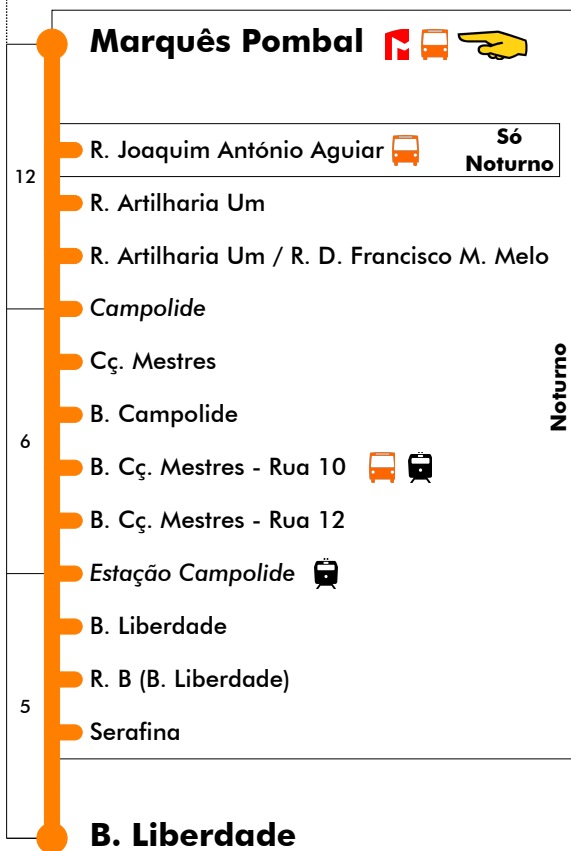 Marquês Pombal
R. Joaquim António Aguiar
Só
Noturno
12
R. Artilharia Um
R. Artilharia Um / R. D. Francisco M. Melo
Campolide
Cç. Mestres
Noturno
B. Campolide
6
B. Cç. Mestres - Rua 10
B. Cç. Mestres - Rua 12
Estação Campolide
B. Liberdade
R. B (B. Liberdade)
5
Serafina
B. Liberdade